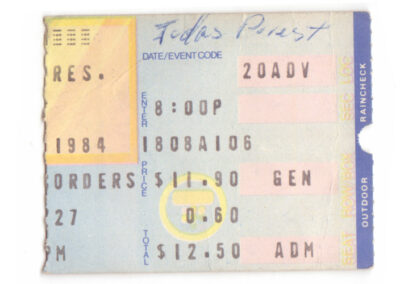 Judas Priest
DATE/EVENT CODE
RES. 20ADV
ENTER 8:00P
1984 1808A106
ORDERS PRICE $11.90 GEN
27 0.60
PM TOTAL $12.50 ADM
OUTDOOR RAINCHECK